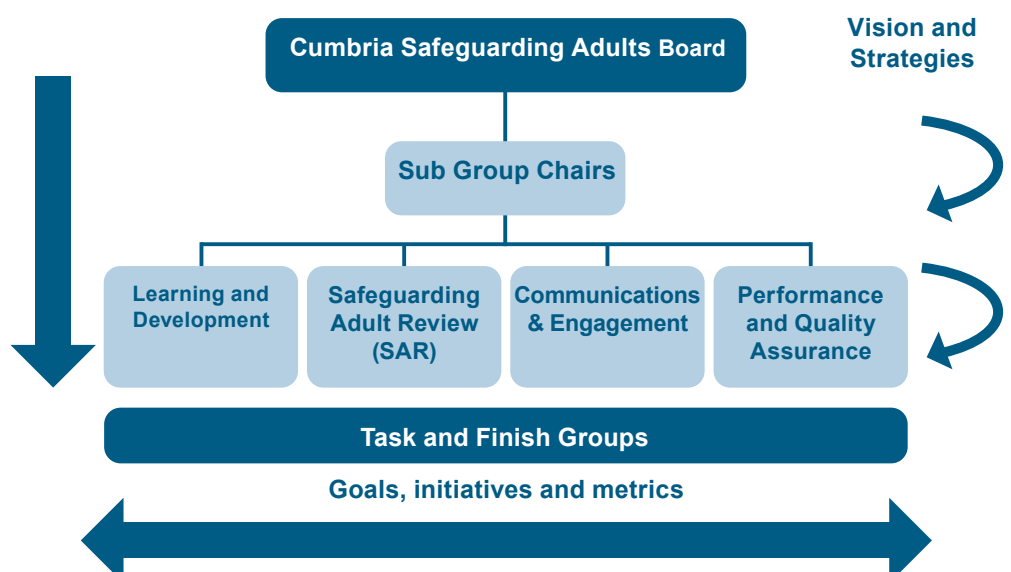 Cumbria Safeguarding Adults Board
Vision and
Strategies
Sub Group Chairs
Learning and
Development
Safeguarding
Adult Review
(SAR)
Communications
& Engagement
Performance
and Quality
Assurance
Task and Finish Groups
Goals, initiatives and metrics